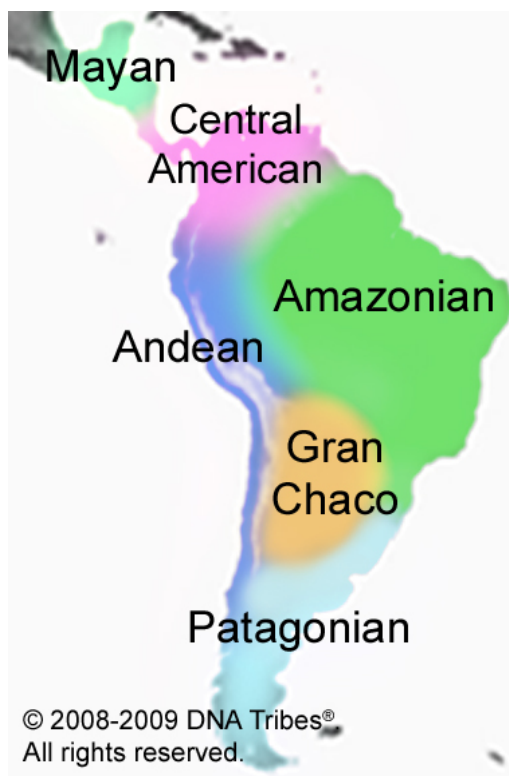 Mayan
Central
American
Amazonian
Andean
Gran
Chaco
Patagonian
© 2008-2009 DNA Tribes®
All rights reserved.